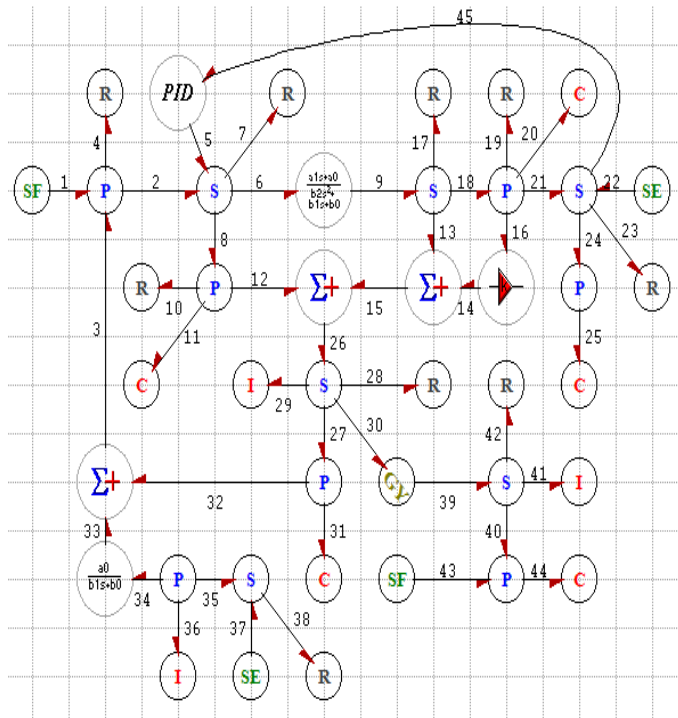 45
R PID R R R C
4 5 7 17 19 20
SF 1 P 2 S 6 a1s+a0 9 S 18 P 21 S 22 SE
b2s²+
b1s+b0
8 13 16 24 23
R 10 P 12 Σ+ 15 Σ+ 14 P R
11 26 25
3 C I 29 S 28 R R C
30
27 42
Σ+ 32 P GY 39 S 41 I
33 31 40
a0
b1s+b0 34 P 35 S C SF 43 P 44 C
36 37 38
I SE R